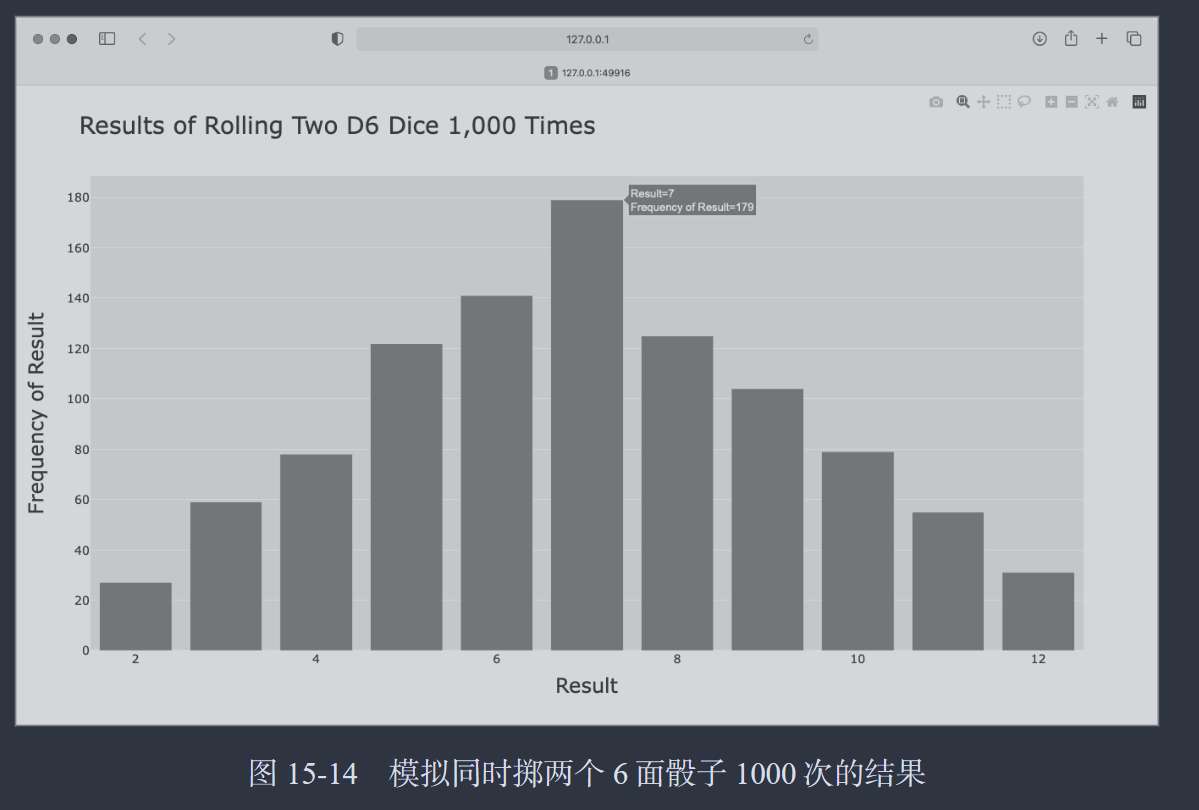 127.0.0.1
1 127.0.0.1:49916
Results of Rolling Two D6 Dice 1,000 Times
Result=7
Frequency of Result=179
180
160
140
120
100
80
60
40
20
0
Frequency of Result
2 4 6 8 10 12
Result
图 15-14 模拟同时掷两个 6 面骰子 1000 次的结果